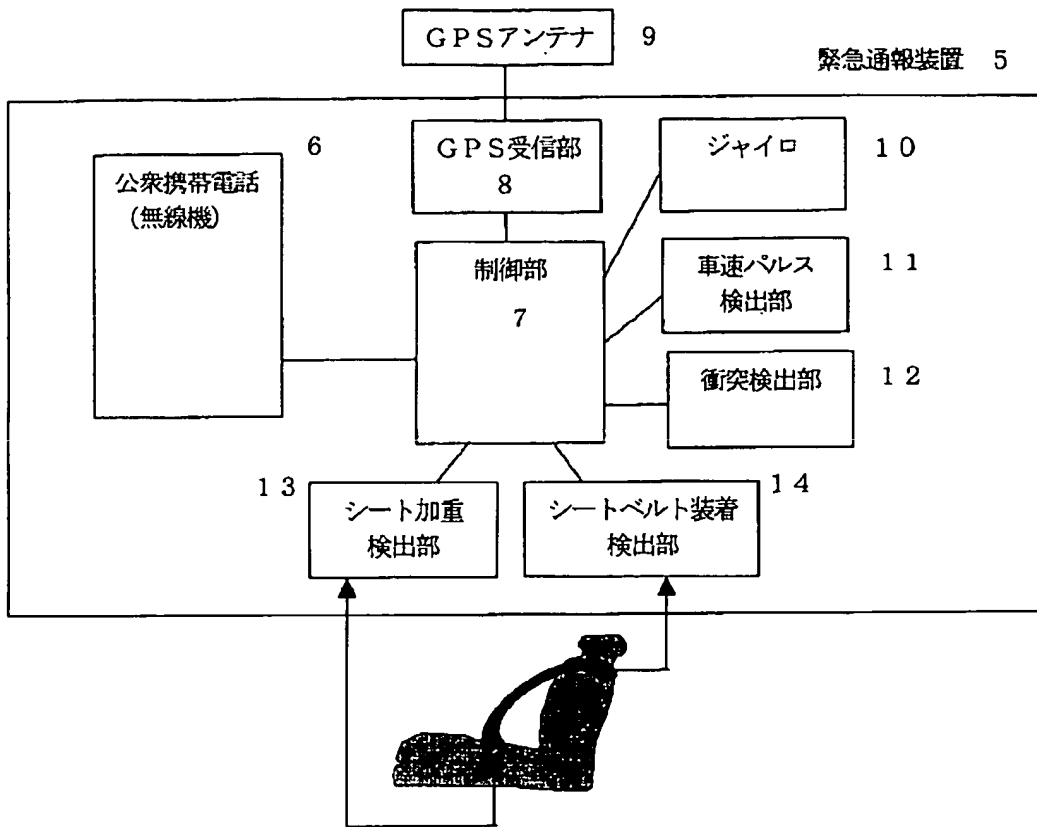 GPSアンテナ 9
緊急通報装置 5
6
公衆携帯電話
(無線機)
GPS受信部
8
ジャイロ 10
制御部
7
車速パルス
検出部
11
衝突検出部 12
13
シート加重
検出部
シートベルト装着
検出部
14